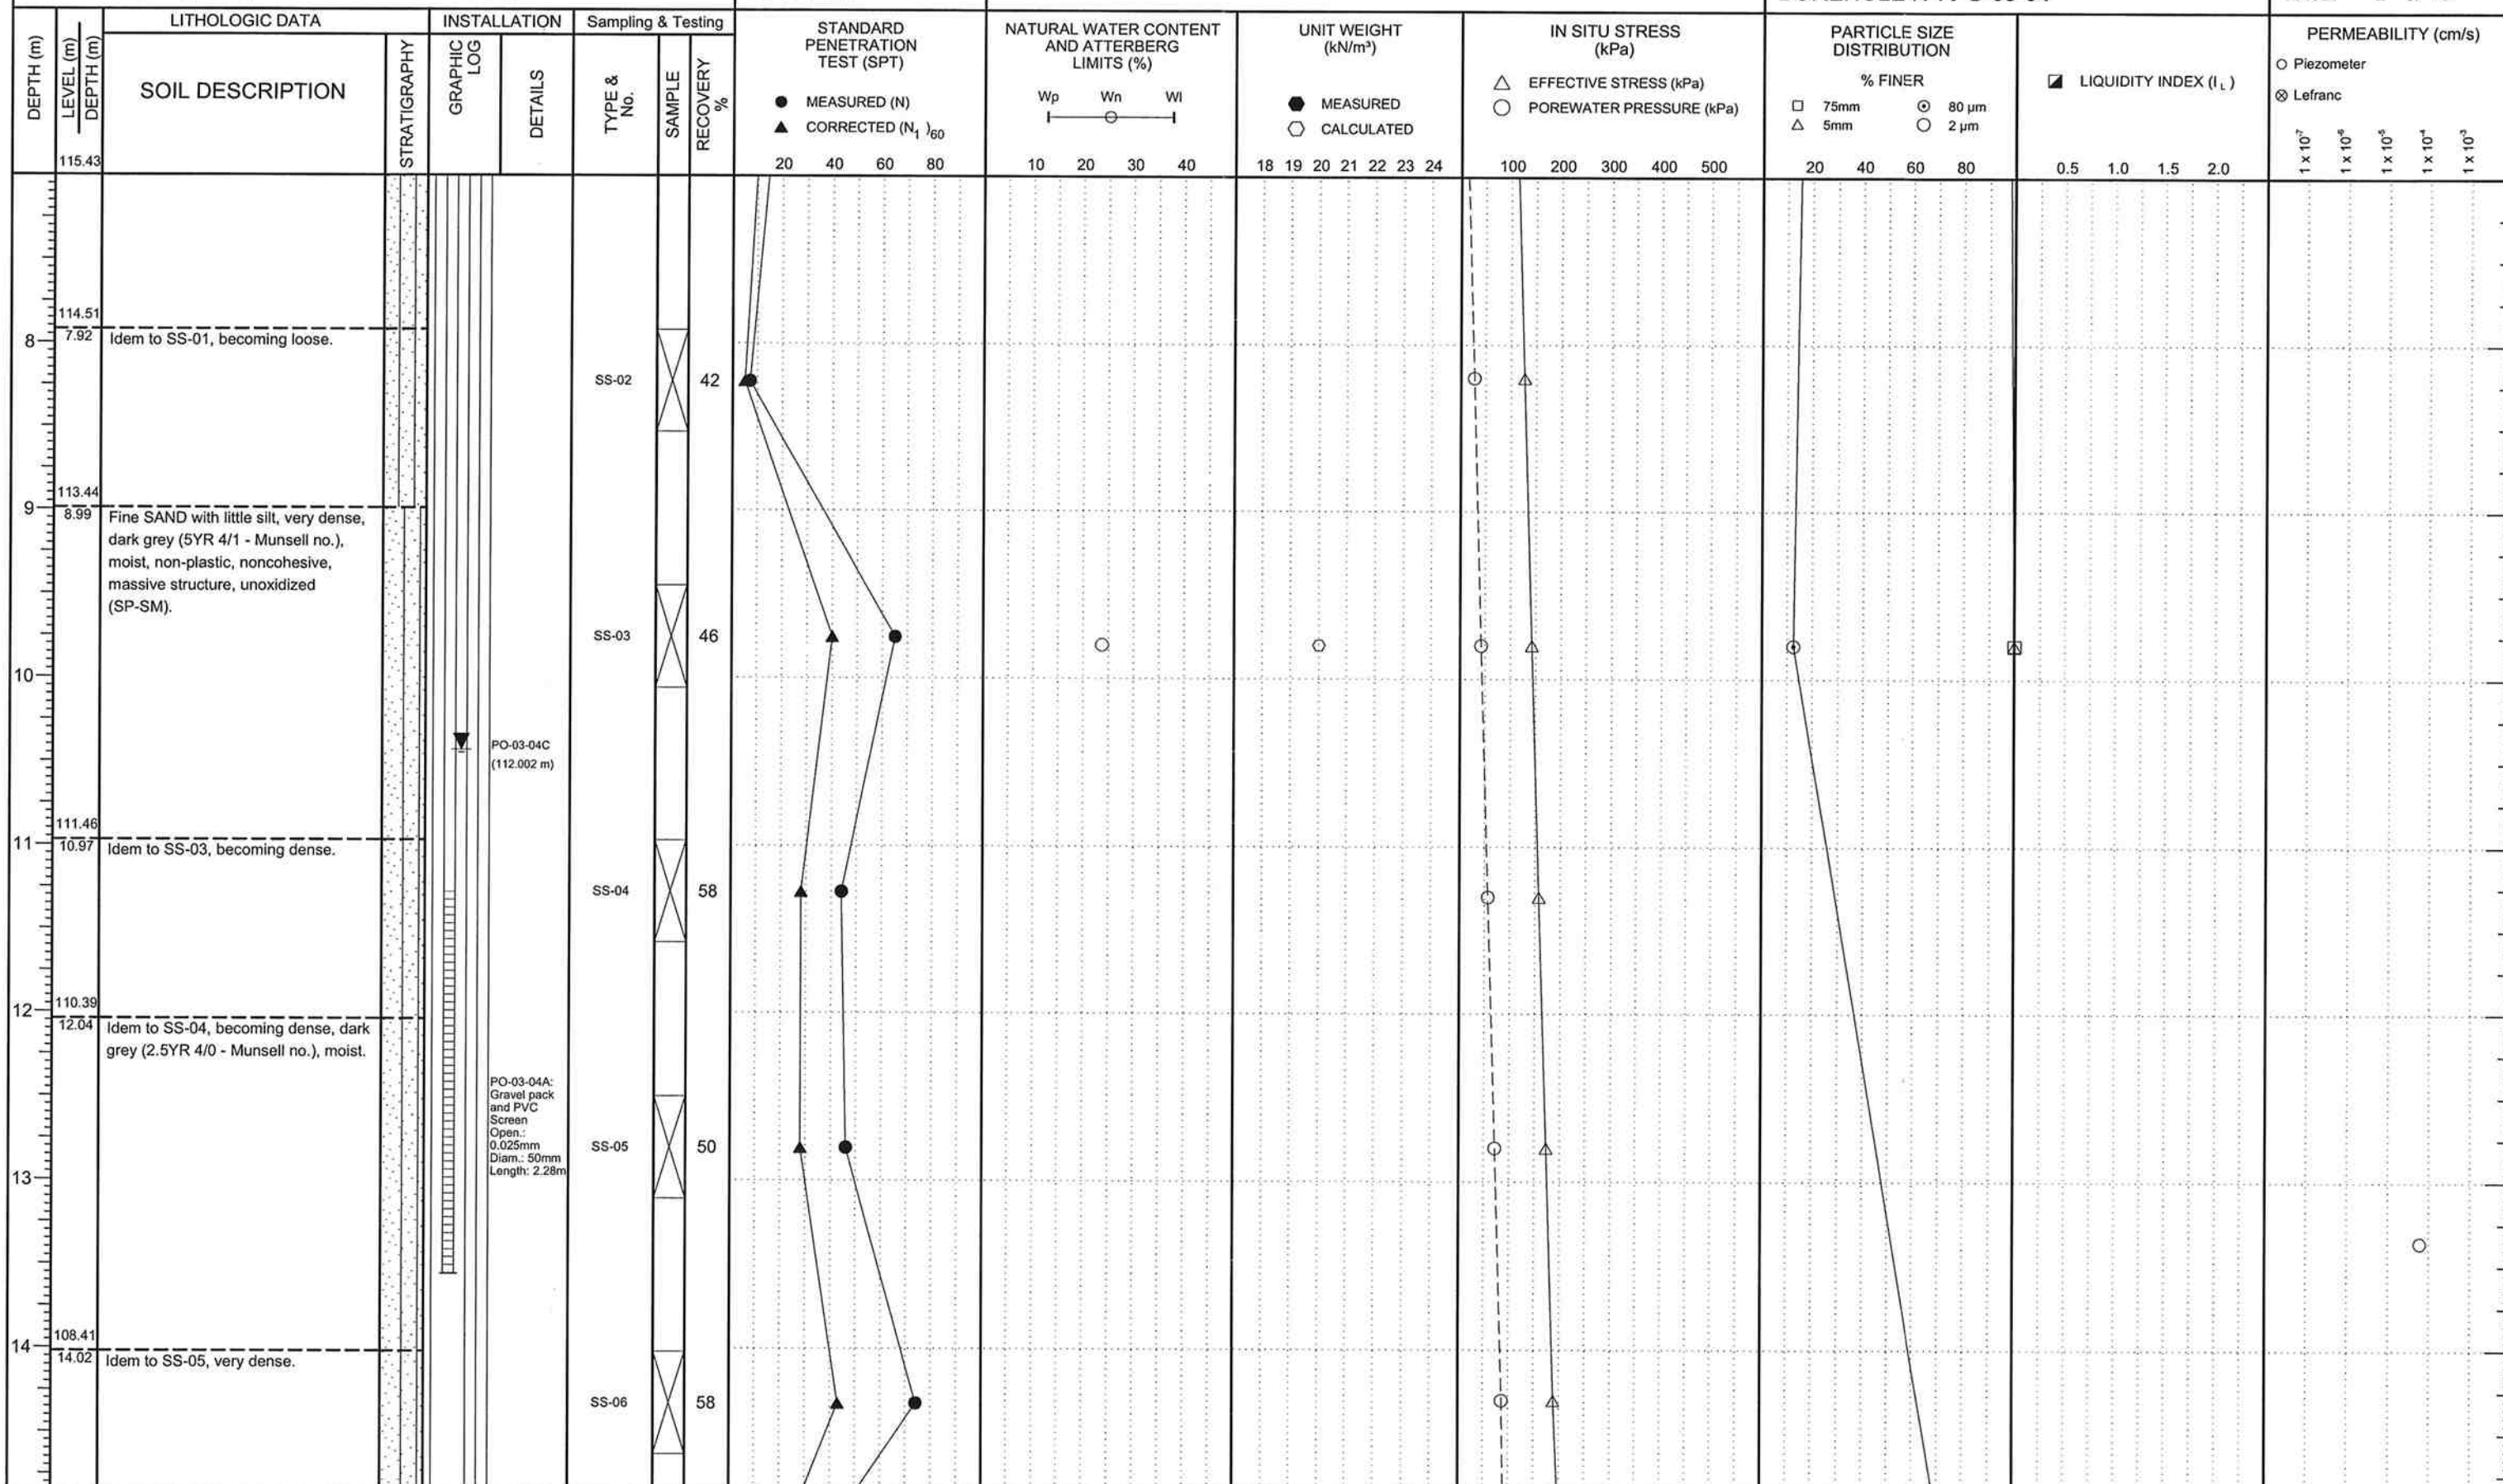 LITHOLOGIC DATA
INSTALLATION
Sampling & Testing
DEPTH (m)
LEVEL (m)
DEPTH (m)
115.43
SOIL DESCRIPTION
STRATIGRAPHY
GRAPHIC
LOG
DETAILS
TYPE &
No.
SAMPLE
RECOVERY
%
STANDARD
PENETRATION
TEST (SPT)
● MEASURED (N)
▲ CORRECTED (N1)60
20 40 60 80
NATURAL WATER CONTENT
AND ATTERBERG
LIMITS (%)
Wp Wn Wl
10 20 30 40
UNIT WEIGHT
(kN/m³)
MEASURED
CALCULATED
18 19 20 21 22 23 24
IN SITU STRESS
(kPa)
△ EFFECTIVE STRESS (kPa)
○ POREWATER PRESSURE (kPa)
100 200 300 400 500
PARTICLE SIZE
DISTRIBUTION
% FINER
□ 75mm ⊙ 80 µm
△ 5mm ○ 2 µm
20 40 60 80
LIQUIDITY INDEX (I L)
0.5 1.0 1.5 2.0
PERMEABILITY (cm/s)
○ Piezometer
⊗ Lefranc
1 x 10⁻⁷ 1 x 10⁻⁶ 1 x 10⁻⁵ 1 x 10⁻⁴ 1 x 10⁻³
114.51
8
7.92 Idem to SS-01, becoming loose.
SS-02 42
113.44
9
8.99 Fine SAND with little silt, very dense,
dark grey (5YR 4/1 - Munsell no.),
moist, non-plastic, noncohesive,
massive structure, unoxidized
(SP-SM).
SS-03 46
10
PO-03-04C
(112.002 m)
111.46
11
10.97 Idem to SS-03, becoming dense.
SS-04 58
110.39
12
12.04 Idem to SS-04, becoming dense, dark
grey (2.5YR 4/0 - Munsell no.), moist.
PO-03-04A:
Gravel pack
and PVC
Screen
Open.:
0.025mm
Diam.: 50mm
Length: 2.28m
SS-05 50
13
108.41
14
14.02 Idem to SS-05, very dense.
SS-06 58